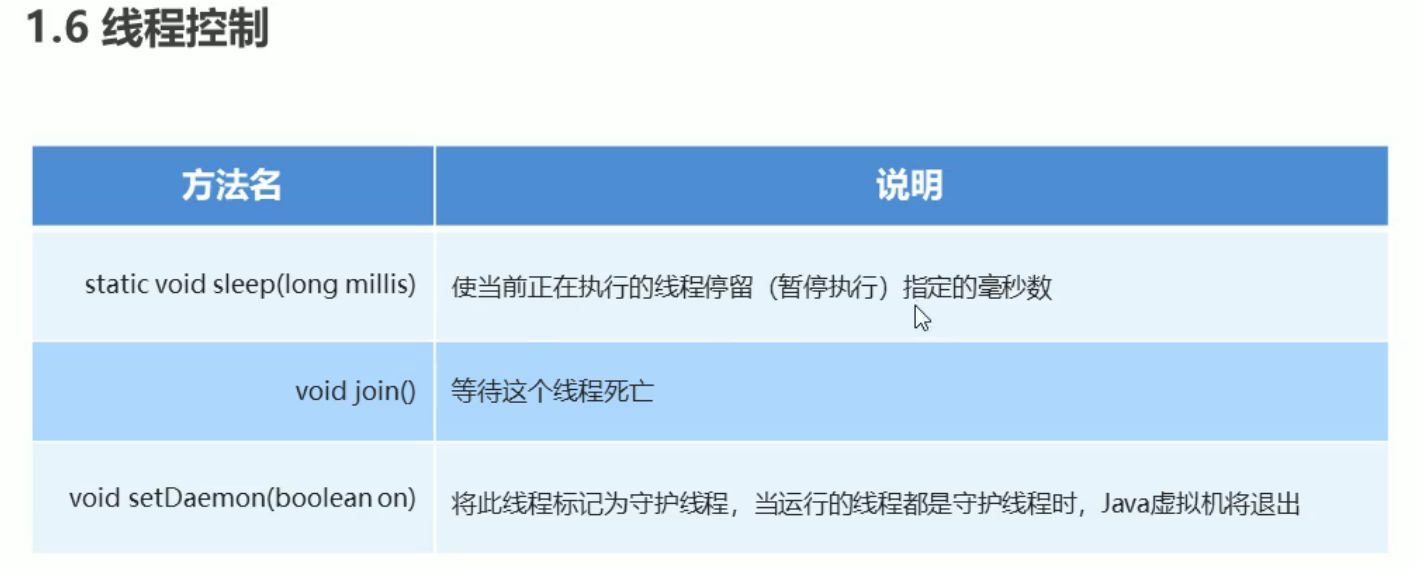 1.6 线程控制
方法名 说明
static void sleep(long millis) 使当前正在执行的线程停留（暂停执行）指定的毫秒数
void join() 等待这个线程死亡
void setDaemon(boolean on) 将此线程标记为守护线程，当运行的线程都是守护线程时，Java虚拟机将退出